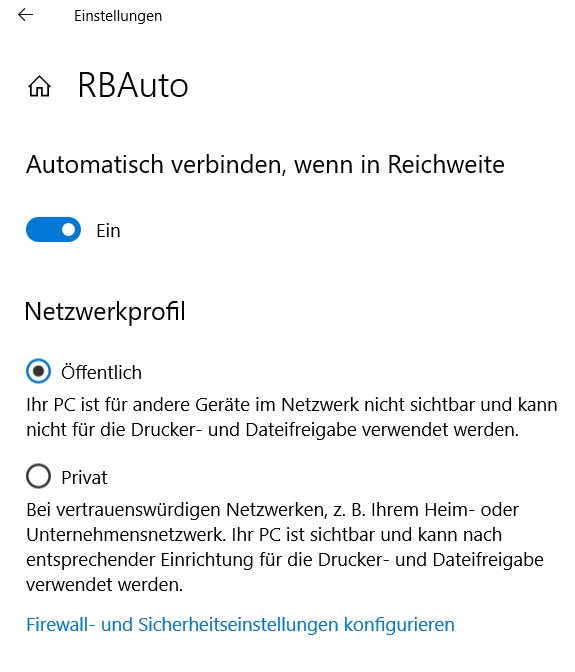 Einstellungen
RBAuto
Automatisch verbinden, wenn in Reichweite
Ein
Netzwerkprofil
Öffentlich
Ihr PC ist für andere Geräte im Netzwerk nicht sichtbar und kann
nicht für die Drucker- und Dateifreigabe verwendet werden.
Privat
Bei vertrauenswürdigen Netzwerken, z. B. Ihrem Heim- oder
Unternehmensnetzwerk. Ihr PC ist sichtbar und kann nach
entsprechender Einrichtung für die Drucker- und Dateifreigabe
verwendet werden.
Firewall- und Sicherheitseinstellungen konfigurieren